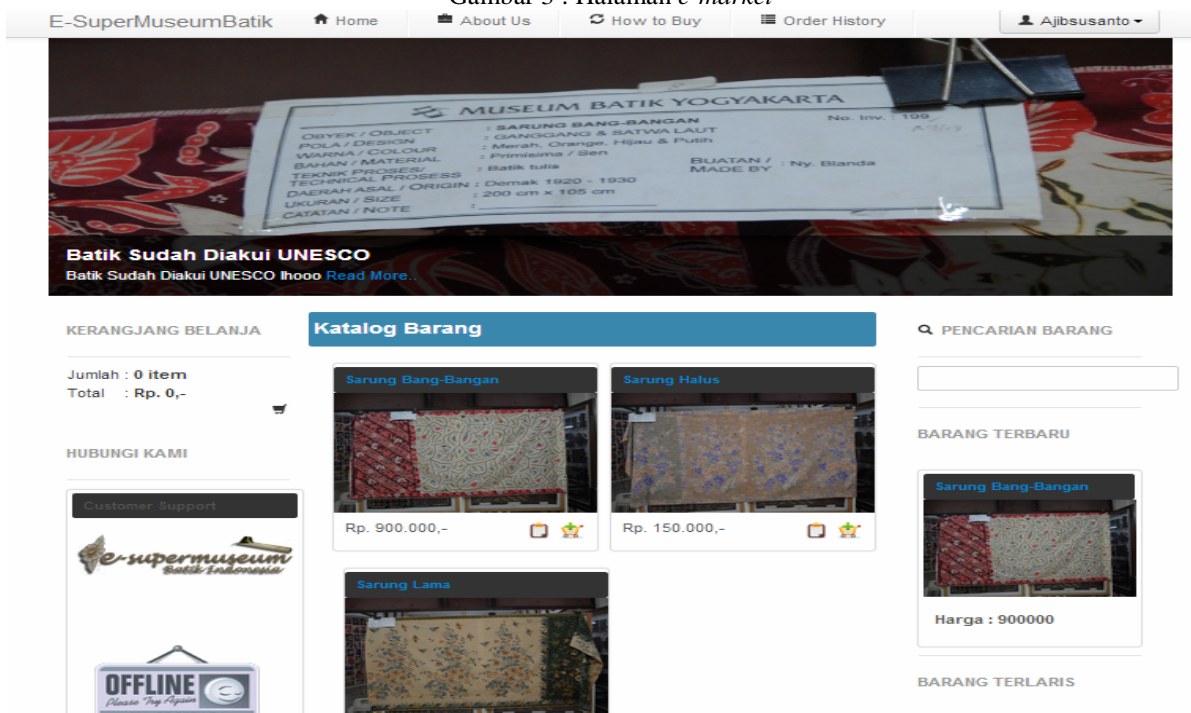 Gambar 3 . Halaman e-market
E-SuperMuseumBatik Home About Us How to Buy Order History Ajibsusanto
MUSEUM BATIK YOGYAKARTA
No. Inv. : 199
OBYEK / OBJECT : SARUNG BANG-BANGAN
POLA / DESIGN : GANGGANG & SATWA LAUT
WARNA / COLOUR : Merah, Orange, Hijau & Putih
BAHAN / MATERIAL : Primisima / Sen
TEKNIK PROSES/
TECHNICAL PROSESS : Batik tulis
BUATAN / MADE BY : Ny. Blanda
DAERAH ASAL / ORIGIN : Demak 1920 - 1930
UKURAN / SIZE : 200 cm x 105 cm
CATATAN / NOTE :
Batik Sudah Diakui UNESCO
Batik Sudah Diakui UNESCO lhooo Read More..
KERANGJANG BELANJA
Jumlah : 0 item
Total : Rp. 0,-
HUBUNGI KAMI
Customer Support
e-supermuseum
Batik Indonesia
OFFLINE
Please Try Again
Katalog Barang
Sarung Bang-Bangan
Rp. 900.000,-
Sarung Halus
Rp. 150.000,-
Sarung Lama
PENCARIAN BARANG
BARANG TERBARU
Sarung Bang-Bangan
Harga : 900000
BARANG TERLARIS